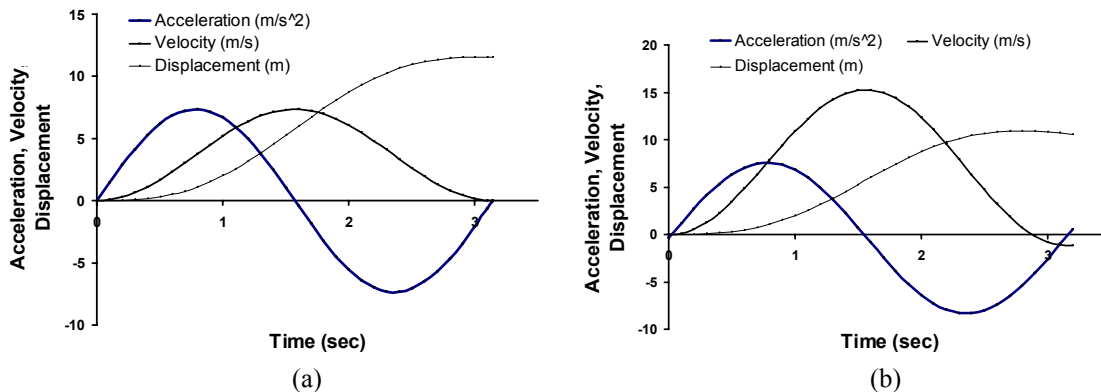 Acceleration (m/s^2)
Velocity (m/s)
Displacement (m)
Acceleration, Velocity,
Displacement
15
10
5
0
-5
-10
0
1
2
3
Time (sec)
(a)
Acceleration (m/s^2)
Velocity (m/s)
Displacement (m)
Acceleration, Velocity,
Displacement
20
15
10
5
0
-5
-10
0
1
2
3
Time (sec)
(b)